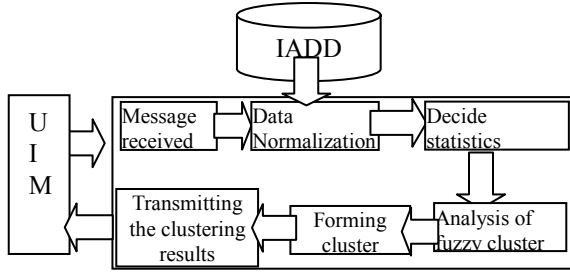 IADD
U
I
M
Message
received
Data
Normalization
Decide
statistics
Transmitting
the clustering
results
Forming
cluster
Analysis of
fuzzy cluster